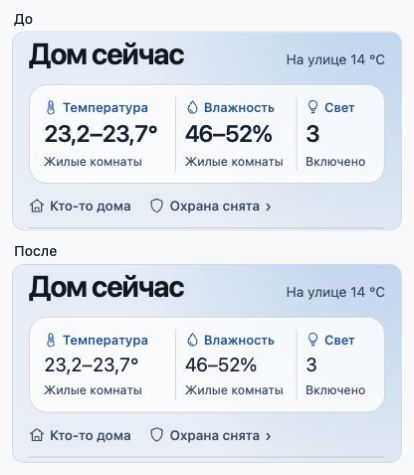 До
Дом сейчас
На улице 14 °C
Температура
Влажность
Свет
23,2–23,7°
46–52%
3
Жилые комнаты
Жилые комнаты
Включено
Кто-то дома
Охрана снята ›
После
Дом сейчас
На улице 14 °C
Температура
Влажность
Свет
23,2–23,7°
46–52%
3
Жилые комнаты
Жилые комнаты
Включено
Кто-то дома
Охрана снята ›